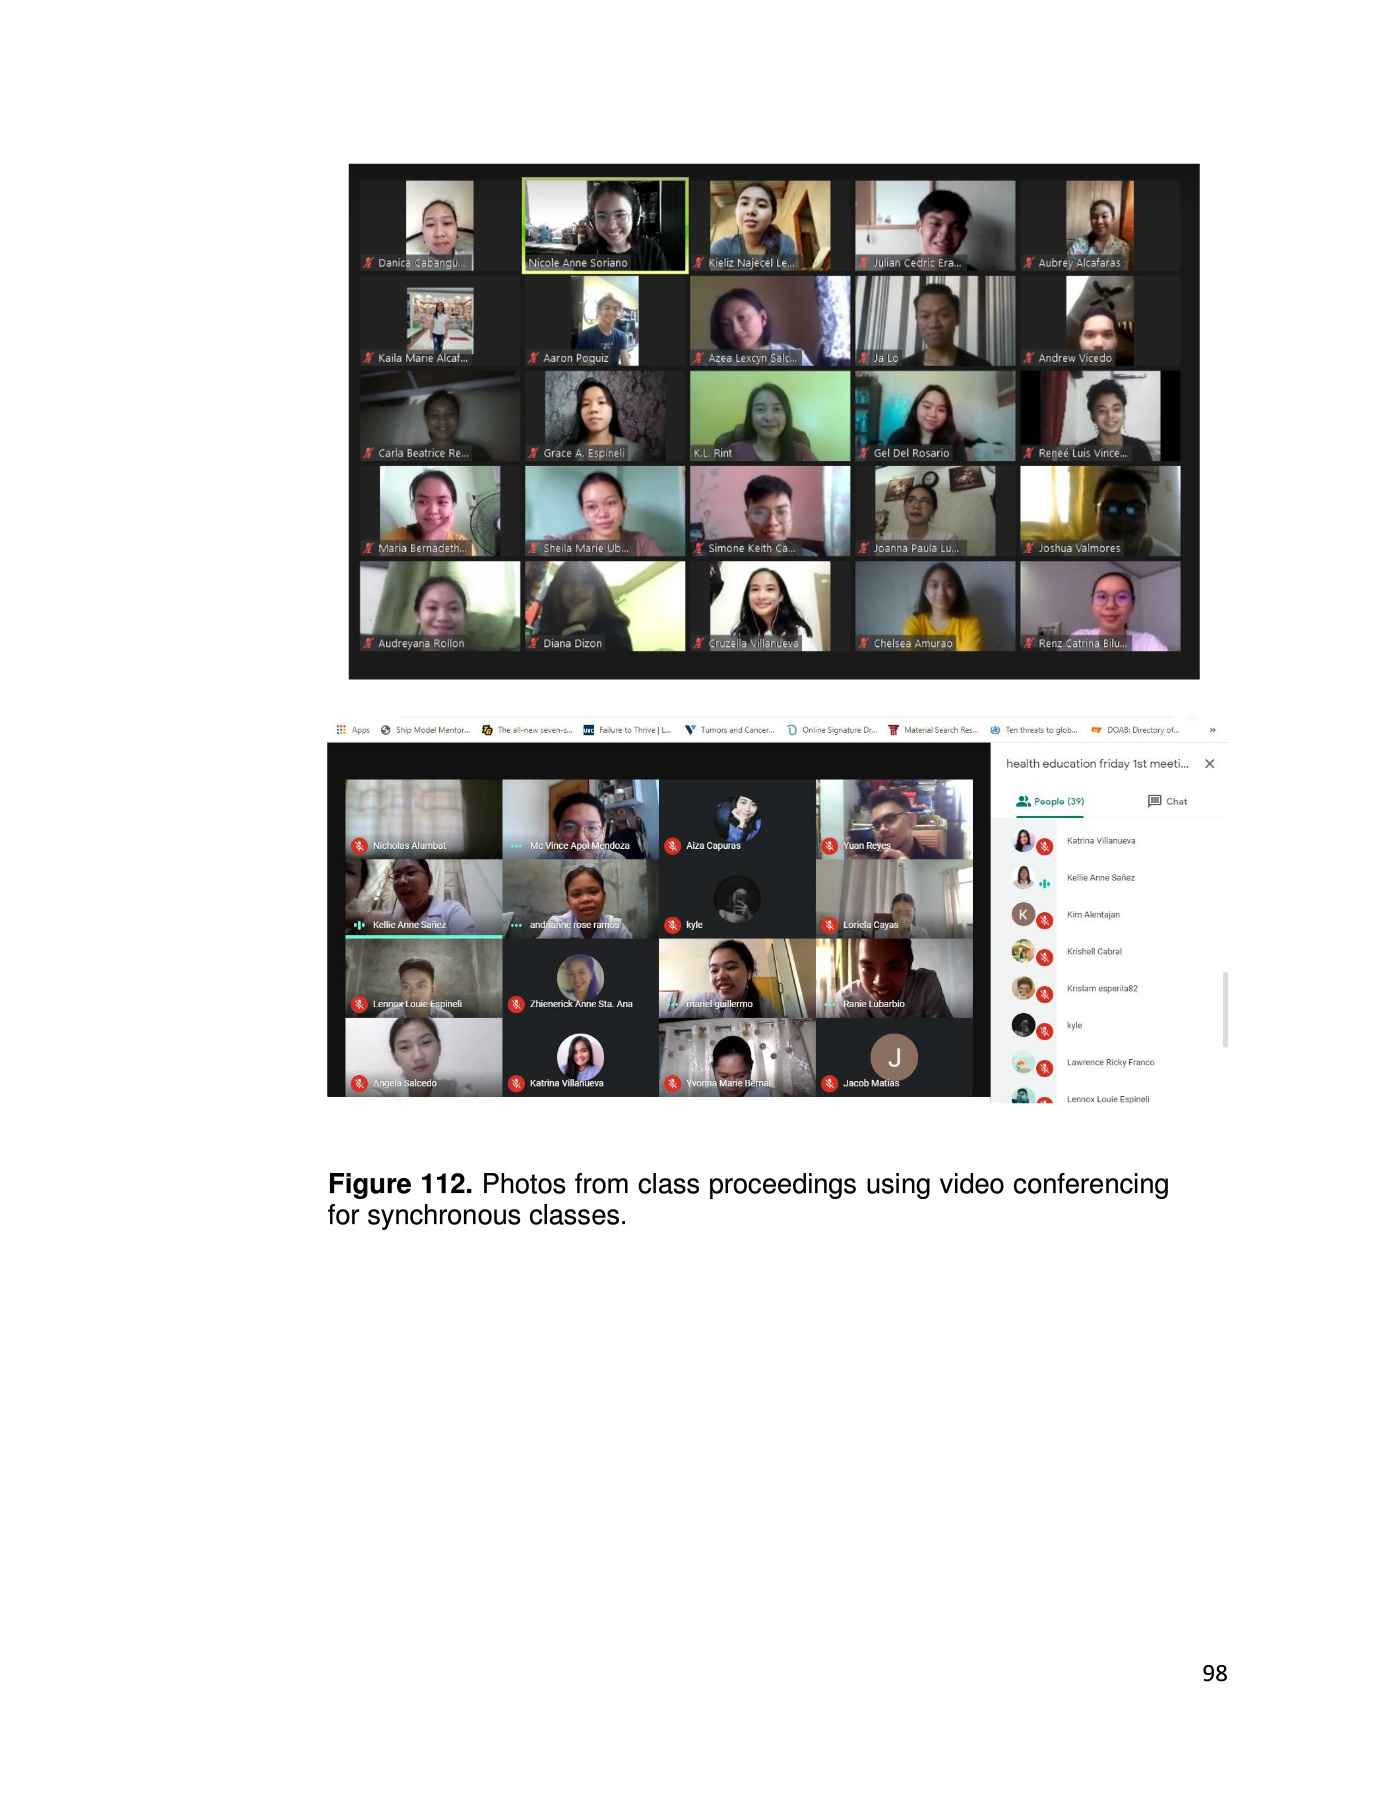 Danica Cabangu...
Nicole Anne Soriano
Kieliz Najecel Le...
Julian Cedric Era...
Aubrey Alcafaras
Kaila Marie Alcaf...
Aaron Poguiz
Azea Lexcyn Salc...
Ja Lo
Andrew Vicedo
Carla Beatrice Re...
Grace A. Espineli
K.L. Rint
Gel Del Rosario
Reneé Luis Vince...
Maria Bernadeth...
Sheila Marie Ub...
Simone Keith Ca...
Joanna Paula Lu...
Joshua Valmores
Audreyana Rollon
Diana Dizon
Cruzella Villanueva
Chelsea Amurao
Renz Catrina Bilu...
Apps
Ship Model Mentor...
The all-new seven-s...
Failure to Thrive | L...
Tumors and Cancer...
Online Signature Dr...
Material Search Res...
Ten threats to glob...
DOAB: Directory of...
»
Nicholas Alambat
Mc Vince Apol Mendoza
Aiza Capuras
Yuan Reyes
Kellie Anne Sañez
andrianne rose ramos
kyle
Loriela Cayas
Lennox Louie Espineli
Zhienerick Anne Sta. Ana
mariel guillermo
Ranie Lubarbio
Angela Salcedo
Katrina Villanueva
Yvonna Marie Bernal
J
Jacob Matias
health education friday 1st meeti...
People (39)
Chat
Katrina Villanueva
Kellie Anne Sañez
K
Kim Alentajan
Krishell Cabral
Krislam esperila82
kyle
Lawrence Ricky Franco
Lennox Louie Espineli
Figure 112. Photos from class proceedings using video conferencing
for synchronous classes.
98